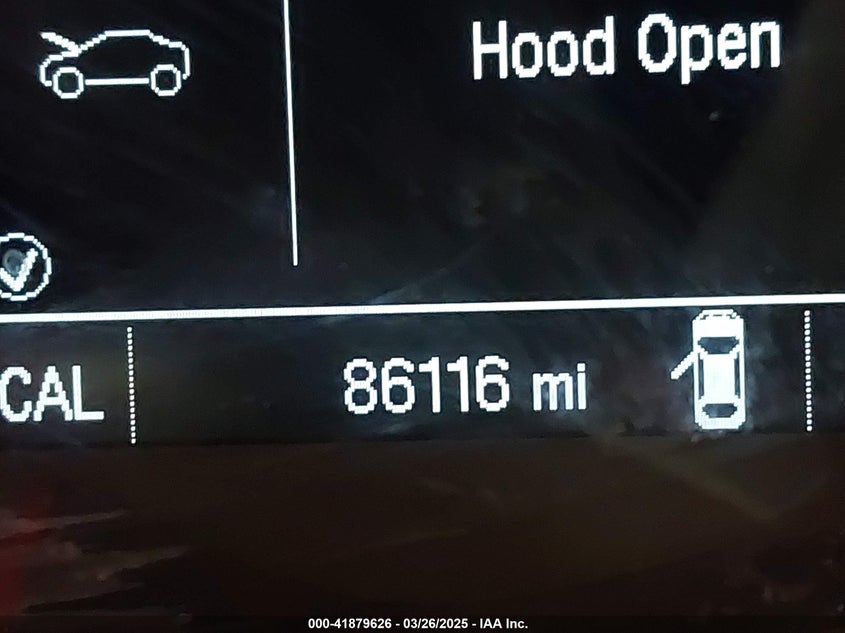 Hood Open
CAL
86116 mi
000-41879626 - 03/26/2025 - IAA Inc.